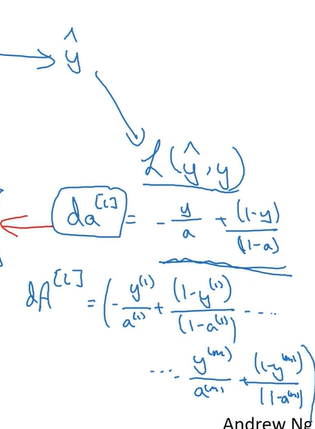 ŷ
L(ŷ, y)
da^[L] = - y/a + (1-y)/(1-a)
dA^[L] = (- y^(1)/a^(1) + (1-y^(1))/(1-a^(1)) ....
... y^(m)/a^(m) + (1-y^(m))/(1-a^(m)))
Andrew Ng